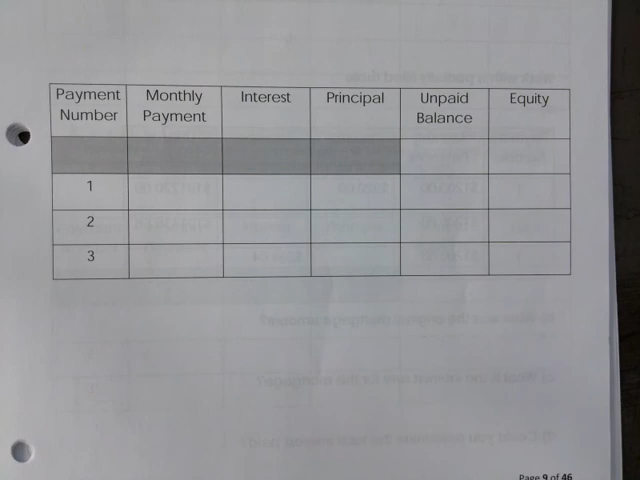 Payment Number Monthly Payment Interest Principal Unpaid Balance Equity
1
2
3
Page 9 of 46